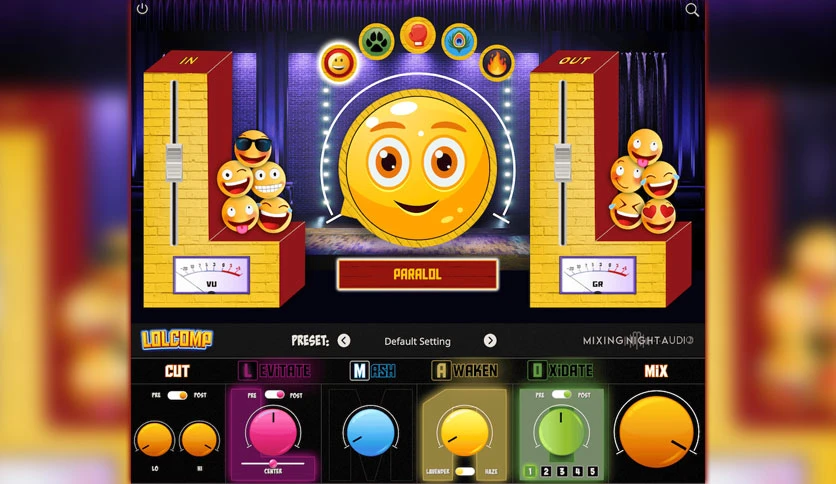 IN
OUT
VU
GR
PARALOL
LOLCOMP
PRESET:
Default Setting
MIXING NIGHT AUDIO
CUT
LEVITATE
MASH
AWAKEN
OXIDATE
MIX
PRE POST
PRE POST
PRE POST
LO HI
CENTER
LAVENDER HAZE
1 2 3 4 5